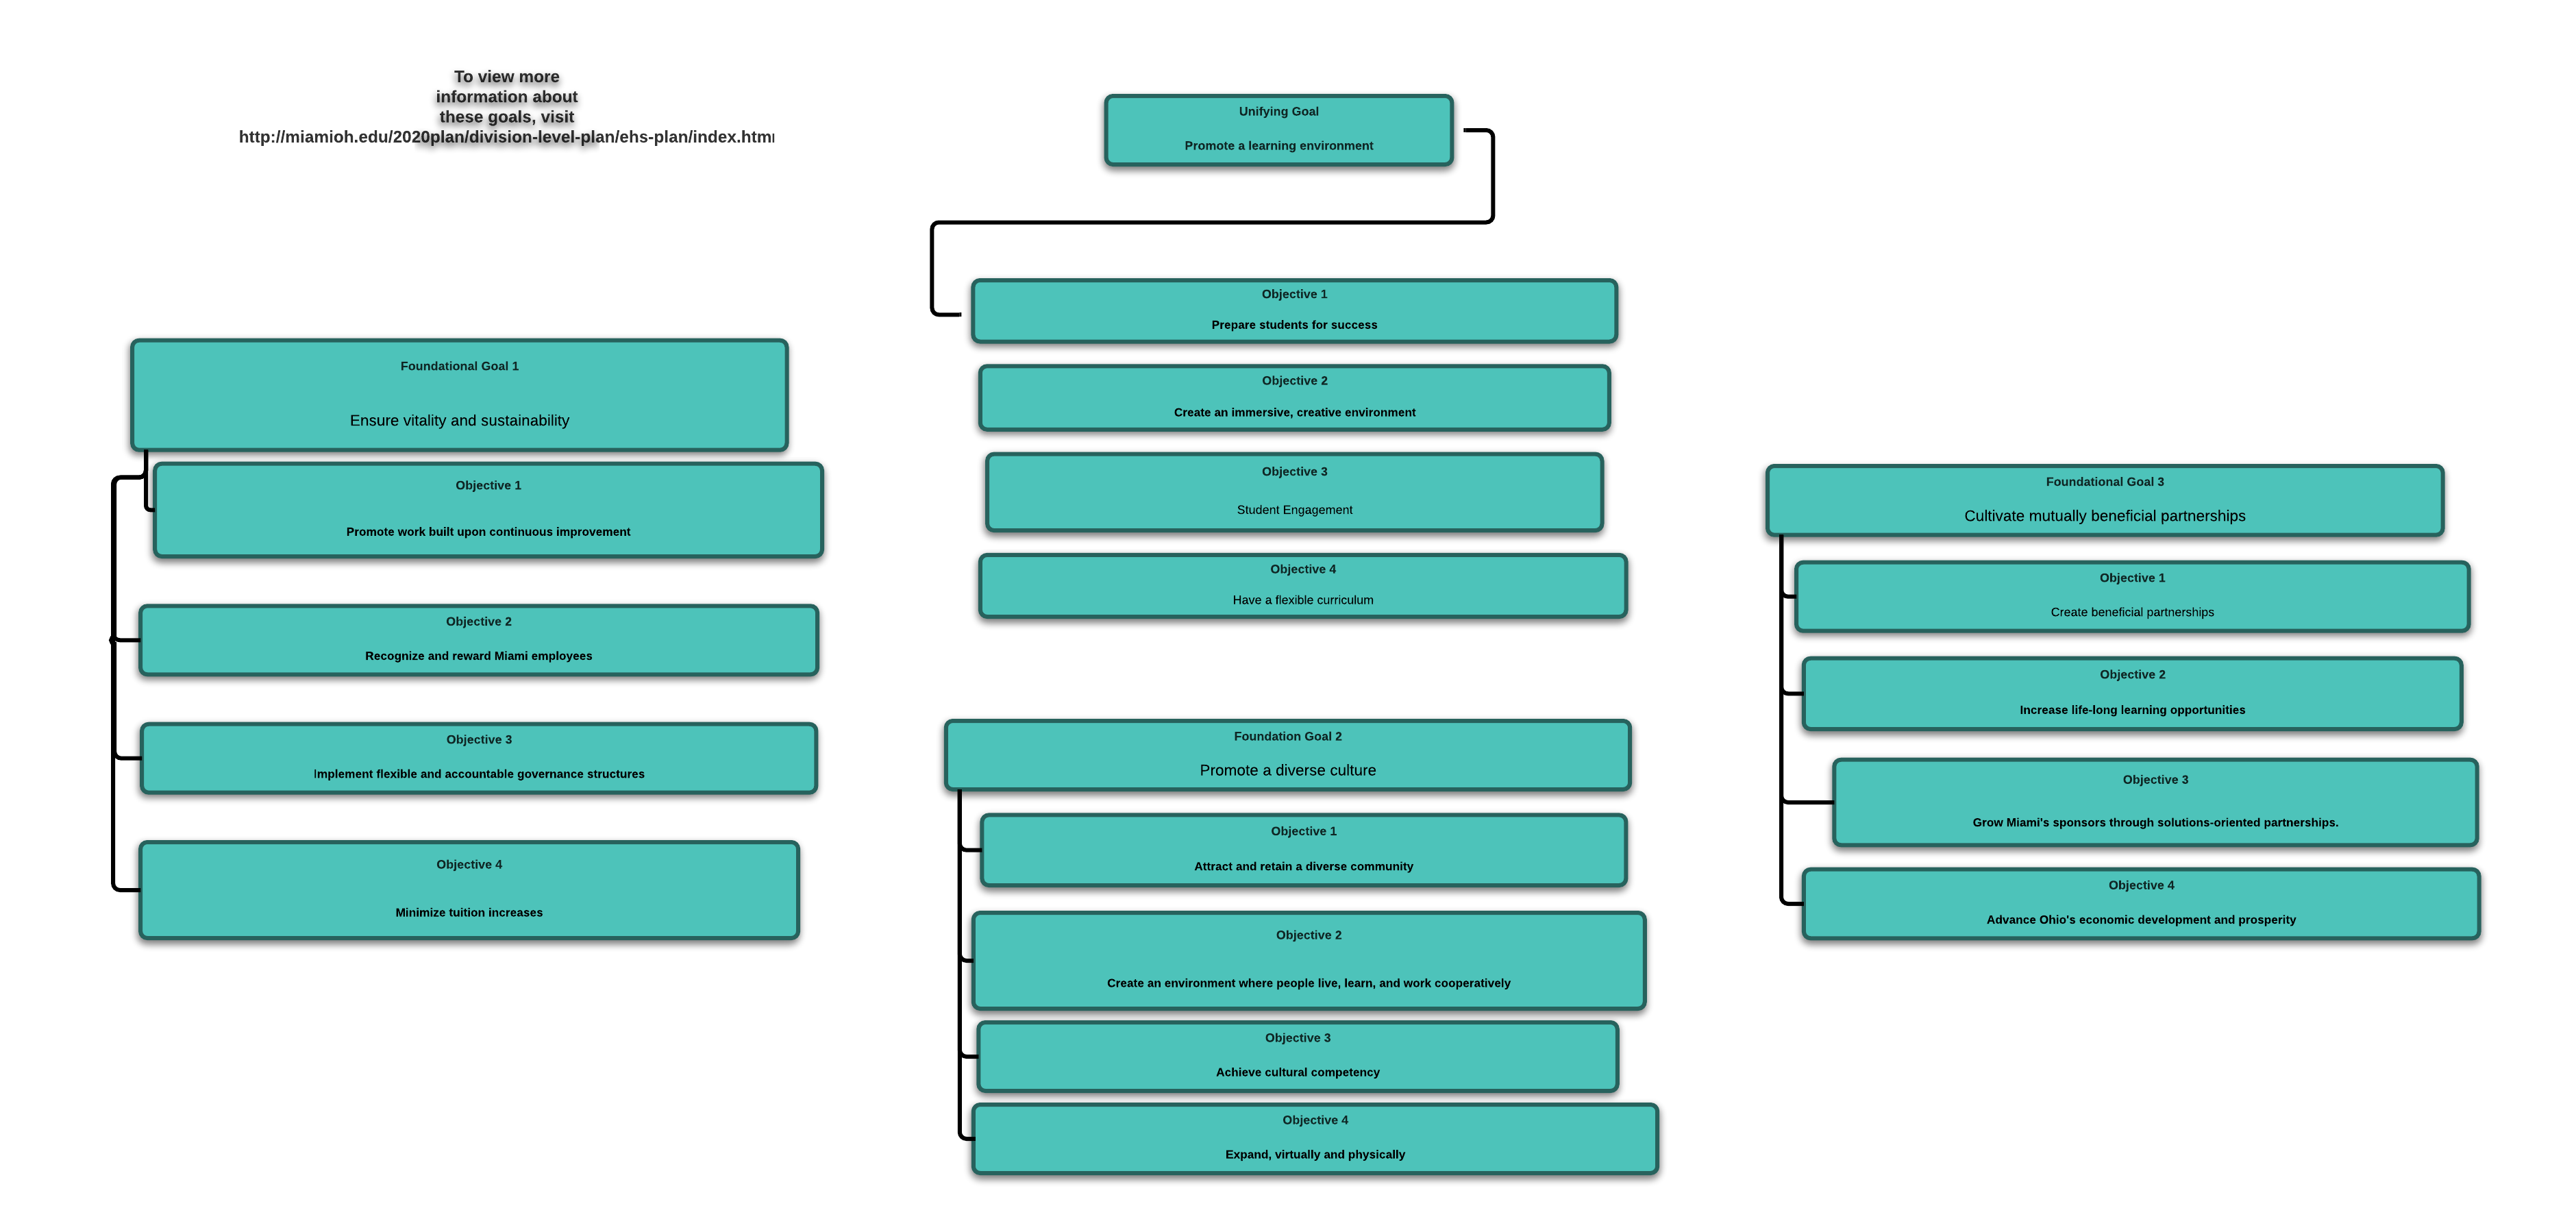 To view more
information about
these goals, visit
http://miamioh.edu/2020plan/division-level-plan/ehs-plan/index.htm
Unifying Goal
Promote a learning environment
Objective 1
Prepare students for success
Objective 2
Create an immersive, creative environment
Objective 3
Student Engagement
Objective 4
Have a flexible curriculum
Foundational Goal 1
Ensure vitality and sustainability
Objective 1
Promote work built upon continuous improvement
Objective 2
Recognize and reward Miami employees
Objective 3
Implement flexible and accountable governance structures
Objective 4
Minimize tuition increases
Foundation Goal 2
Promote a diverse culture
Objective 1
Attract and retain a diverse community
Objective 2
Create an environment where people live, learn, and work cooperatively
Objective 3
Achieve cultural competency
Objective 4
Expand, virtually and physically
Foundational Goal 3
Cultivate mutually beneficial partnerships
Objective 1
Create beneficial partnerships
Objective 2
Increase life-long learning opportunities
Objective 3
Grow Miami's sponsors through solutions-oriented partnerships.
Objective 4
Advance Ohio's economic development and prosperity